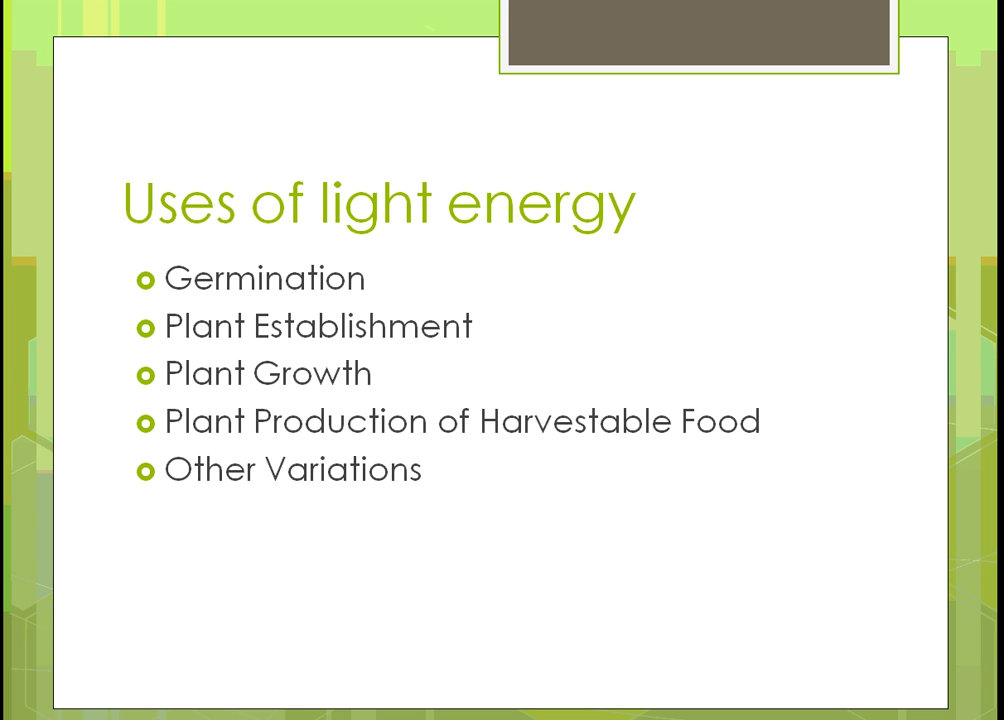 Uses of light energy
Germination
Plant Establishment
Plant Growth
Plant Production of Harvestable Food
Other Variations